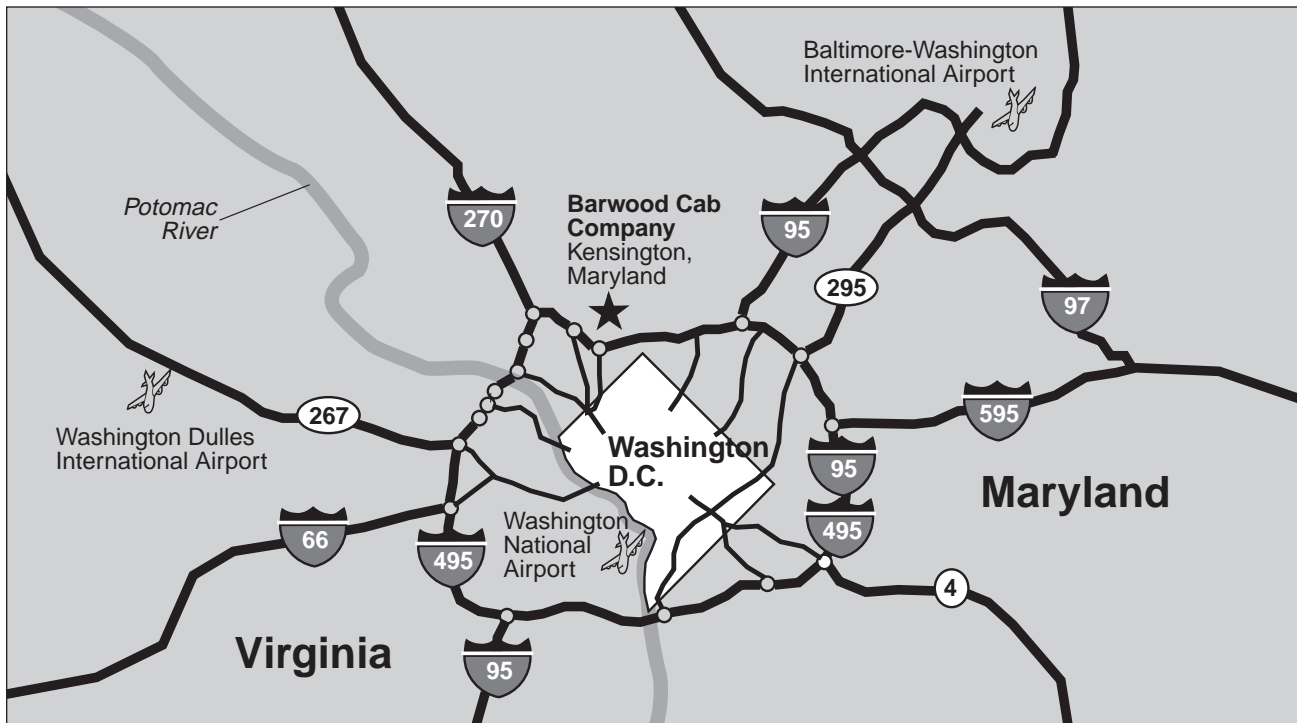 Baltimore-Washington
International Airport
Potomac
River
270
Barwood Cab
Company
Kensington,
Maryland
95
295
97
267
Washington Dulles
International Airport
595
Washington
D.C.
95
Maryland
66
495
Washington
National
Airport
495
4
Virginia
95